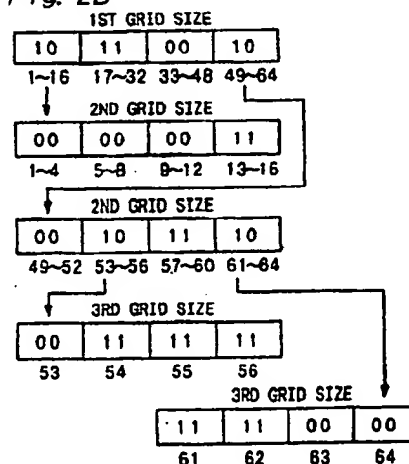 Fig. 2B
1ST GRID SIZE
10 11 00 10
1~16 17~32 33~48 49~64
2ND GRID SIZE
00 00 00 11
1~4 5~8 9~12 13~16
2ND GRID SIZE
00 10 11 10
49~52 53~56 57~60 61~64
3RD GRID SIZE
00 11 11 11
53 54 55 56
3RD GRID SIZE
11 11 00 00
61 62 63 64